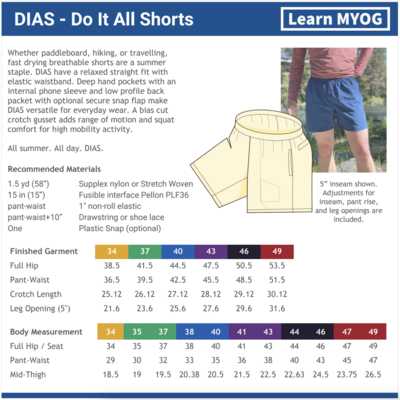 DIAS - Do It All Shorts
Learn MYOG
Whether paddleboard, hiking, or travelling,
fast drying breathable shorts are a summer
staple. DIAS have a relaxed straight fit with
elastic waistband. Deep hand pockets with an
internal phone sleeve and low profile back
packet with optional secure snap flap make
DIAS versatile for everyday wear. A bias cut
crotch gusset adds range of motion and squat
comfort for high mobility activity.
All summer. All day. DIAS.
Recommended Materials
1.5 yd (58") Supplex nylon or Stretch Woven
15 in (15") Fusible interface Pellon PLF36
pant-waist 1" non-roll elastic
pant-waist+10" Drawstring or shoe lace
One Plastic Snap (optional)
5" inseam shown.
Adjustments for
inseam, pant rise,
and leg openings are
included.
Finished Garment 34 37 40 43 46 49
Full Hip 38.5 41.5 44.5 47.5 50.5 53.5
Pant-Waist 36.5 39.5 42.5 45.5 48.5 51.5
Crotch Length 25.12 26.12 27.12 28.12 29.12 30.12
Leg Opening (5") 21.6 23.6 25.6 27.6 29.6 31.6
Body Measurement 34 35 37 38 40 41 43 44 46 47 49
Full Hip / Seat 34 35 37 38 40 41 43 44 46 47 49
Pant-Waist 29 30 32 33 35 36 38 40 43 45 47
Mid-Thigh 18.5 19 19.5 20.38 20.5 21.5 22.5 22.63 24.5 23.75 26.5